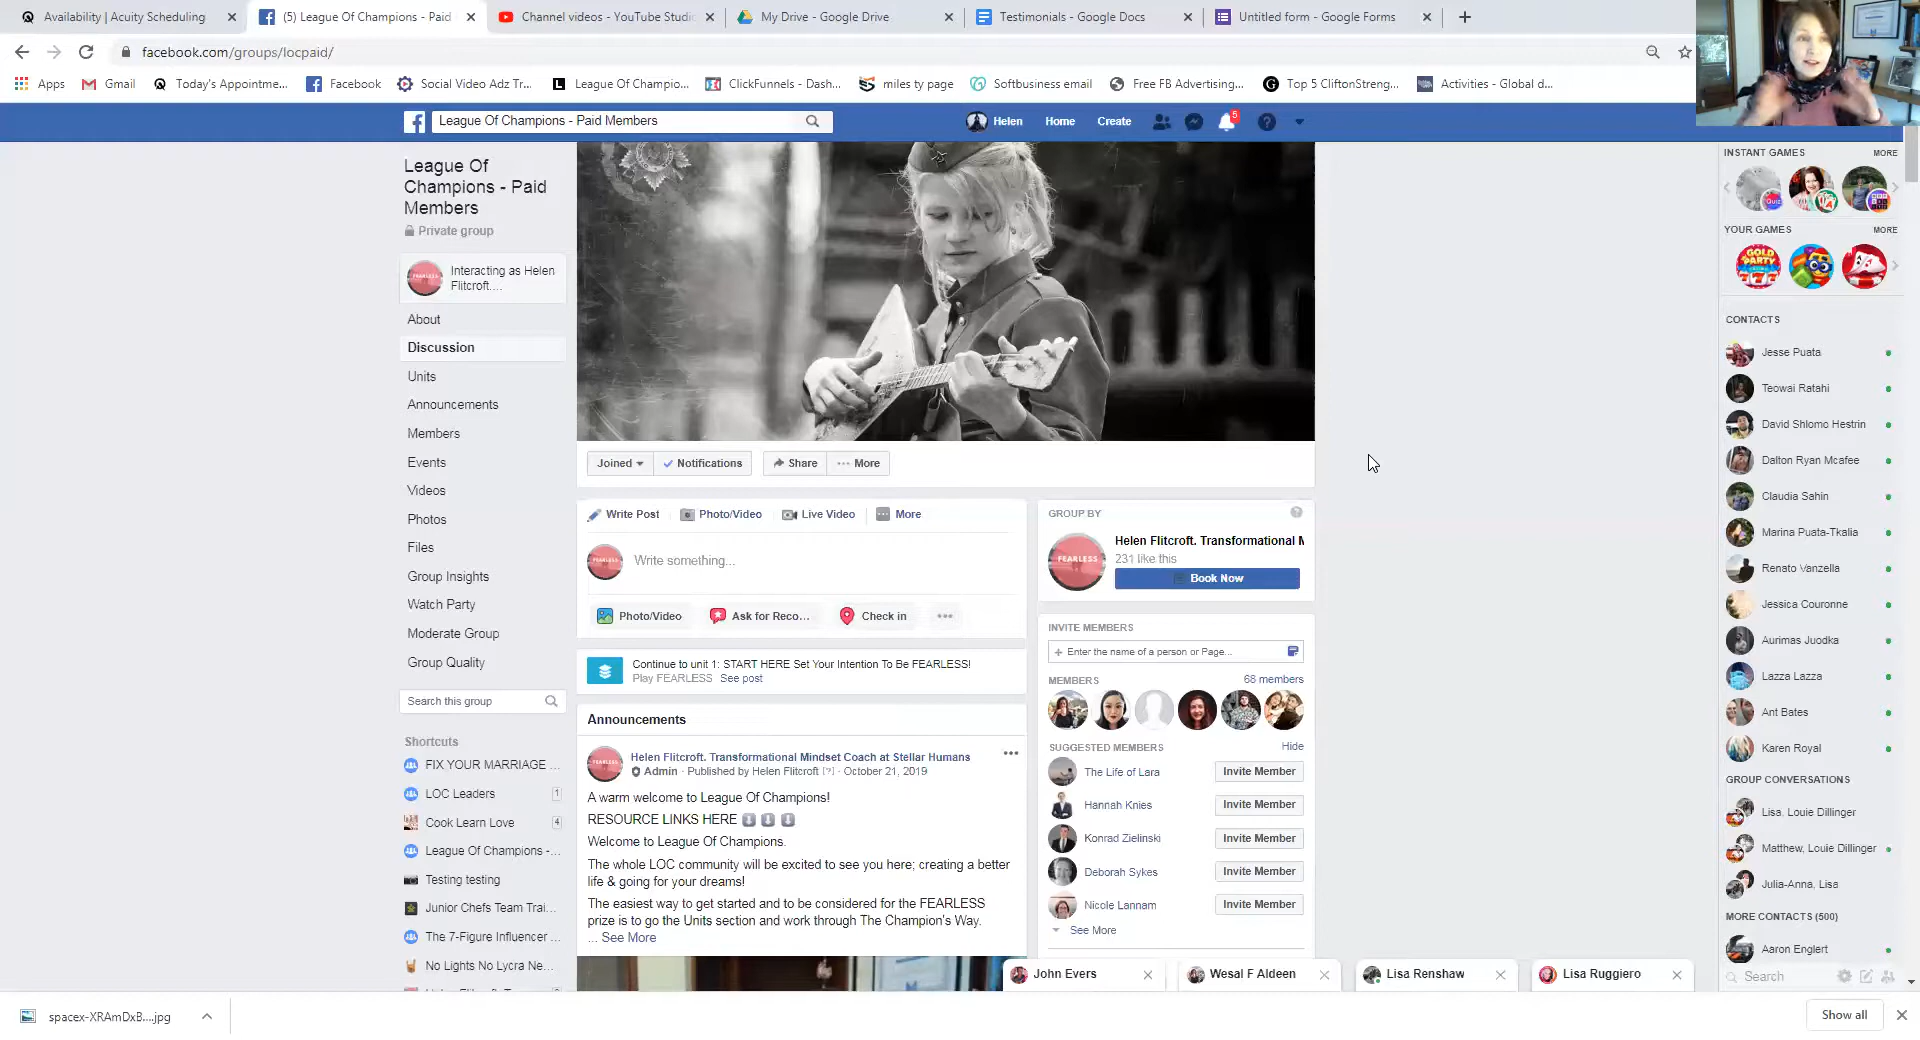 Availability | Acuity Scheduling
(5) League Of Champions - Paid
Channel videos - YouTube Studio
My Drive - Google Drive
Testimonials - Google Docs
Untitled form - Google Forms
facebook.com/groups/locpaid/
Apps
Gmail
Today's Appointme...
Facebook
Social Video Adz Tr...
League Of Champio...
ClickFunnels - Dash...
miles ty page
Softbusiness email
Free FB Advertising...
Top 5 CliftonStreng...
Activities - Global d...
League Of Champions - Paid Members
Helen
Home
Create
5
League Of
Champions - Paid
Members
Private group
Interacting as Helen
Flitcroft....
About
Discussion
Units
Announcements
Members
Events
Videos
Photos
Files
Group Insights
Watch Party
Moderate Group
Group Quality
Search this group
Shortcuts
FIX YOUR MARRIAGE ...
LOC Leaders
1
Cook Learn Love
4
League Of Champions -...
Testing testing
Junior Chefs Team Trai...
The 7-Figure Influencer ...
No Lights No Lycra Ne...
Joined
Notifications
Share
More
Write Post
Photo/Video
Live Video
More
FEARLESS
Write something...
Photo/Video
Ask for Reco...
Check in
Continue to unit 1: START HERE Set Your Intention To Be FEARLESS!
Play FEARLESS See post
Announcements
Helen Flitcroft. Transformational Mindset Coach at Stellar Humans
Admin · Published by Helen Flitcroft [?] · October 21, 2019
A warm welcome to League Of Champions!
RESOURCE LINKS HERE
Welcome to League Of Champions.
The whole LOC community will be excited to see you here; creating a better
life & going for your dreams!
The easiest way to get started and to be considered for the FEARLESS
prize is to go the Units section and work through The Champion's Way.
... See More
GROUP BY
FEARLESS
Helen Flitcroft. Transformational M
231 like this
Book Now
INVITE MEMBERS
+ Enter the name of a person or Page...
MEMBERS
68 members
SUGGESTED MEMBERS
Hide
The Life of Lara
Invite Member
Hannah Knies
Invite Member
Konrad Zielinski
Invite Member
Deborah Sykes
Invite Member
Nicole Lannam
Invite Member
See More
INSTANT GAMES
MORE
YOUR GAMES
MORE
GOLD
PARTY
777
CONTACTS
Jesse Puata
Teowai Ratahi
David Shlomo Hestrin
Dalton Ryan Mcafee
Claudia Sahin
Marina Puata-Tkalia
Renato Vanzella
Jessica Couronne
Aurimas Juodka
Lazza Lazza
Ant Bates
Karen Royal
GROUP CONVERSATIONS
Lisa, Louie Dillinger
Matthew, Louie Dillinger
Julia-Anna, Lisa
MORE CONTACTS (500)
Aaron Englert
Search
John Evers
Wesal F Aldeen
Lisa Renshaw
Lisa Ruggiero
spacex-XRAmDxB....jpg
Show all